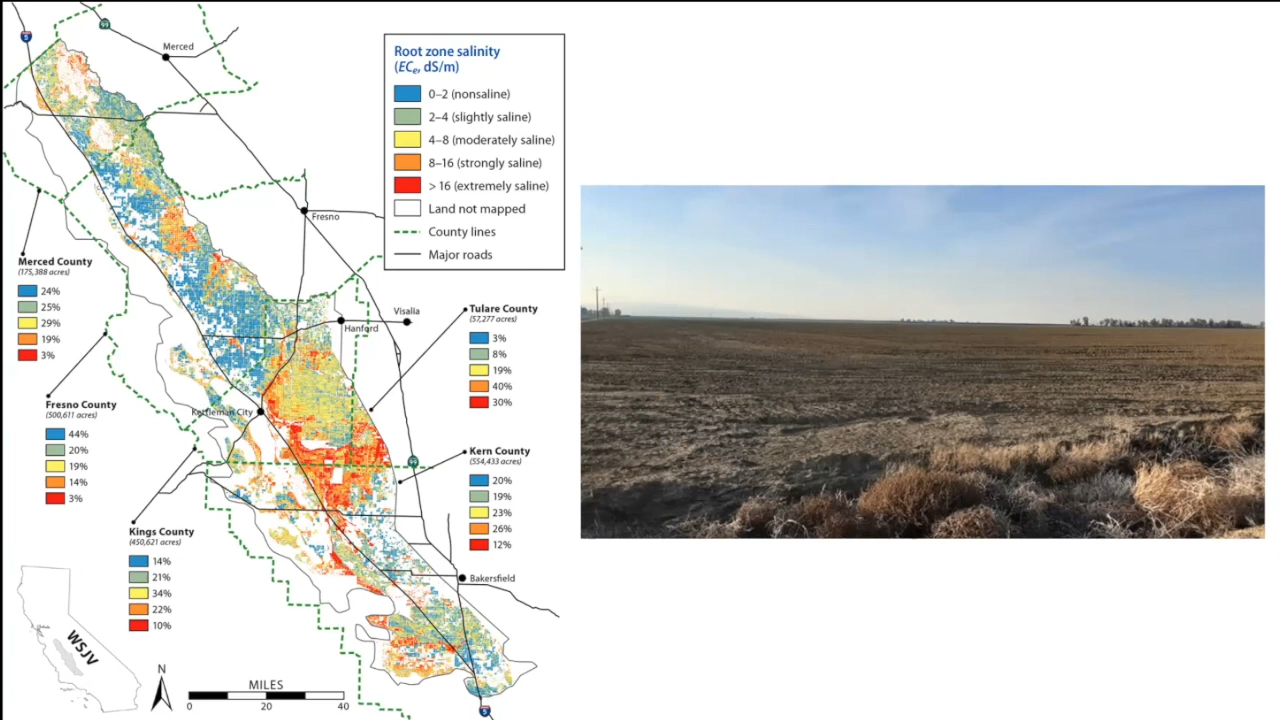 99
5
Merced
Root zone salinity
(ECe, dS/m)
0–2 (nonsaline)
2–4 (slightly saline)
4–8 (moderately saline)
8–16 (strongly saline)
> 16 (extremely saline)
Land not mapped
County lines
Major roads
Fresno
Merced County
(175,388 acres)
24%
25%
29%
19%
3%
Visalia
Hanford
Tulare County
(57,277 acres)
3%
8%
19%
40%
30%
Fresno County
(500,611 acres)
44%
20%
19%
14%
3%
Kettleman City
99
Kern County
(554,433 acres)
20%
19%
23%
26%
12%
Kings County
(450,621 acres)
14%
21%
34%
22%
10%
Bakersfield
WSJV
N
MILES
0 20 40
5